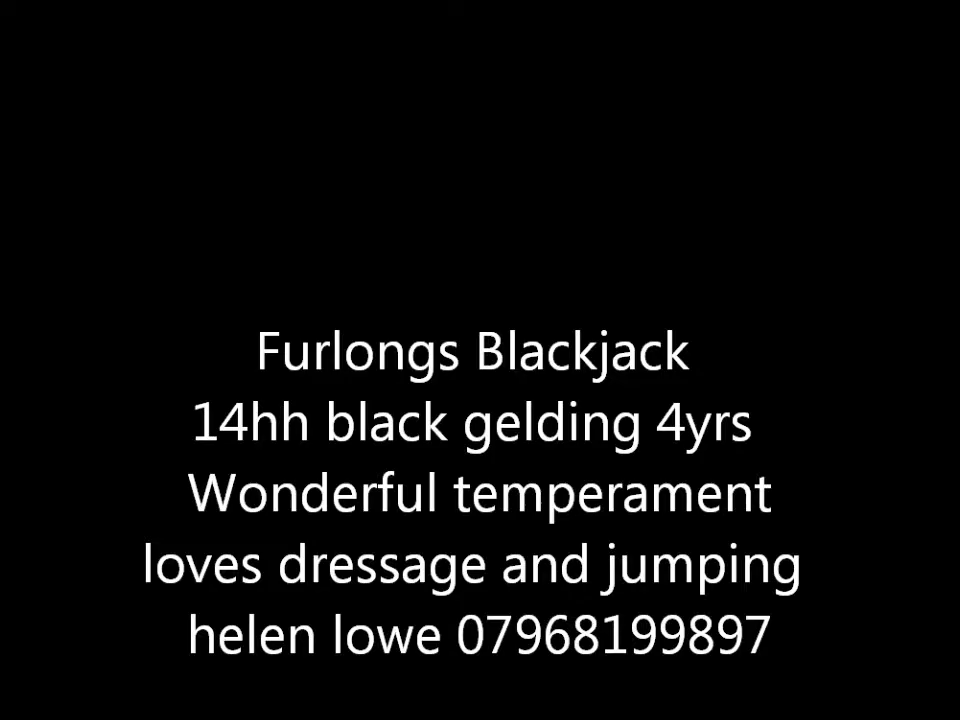 Furlongs Blackjack
14hh black gelding 4yrs
Wonderful temperament
loves dressage and jumping
helen lowe 07968199897